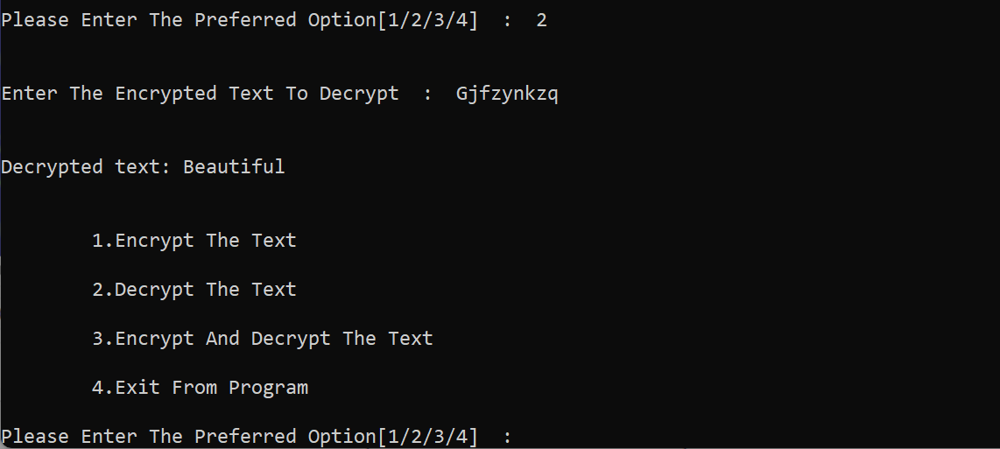 Please Enter The Preferred Option[1/2/3/4]  :  2
Enter The Encrypted Text To Decrypt  :  Gjfzynkzq
Decrypted text: Beautiful
1.Encrypt The Text
2.Decrypt The Text
3.Encrypt And Decrypt The Text
4.Exit From Program
Please Enter The Preferred Option[1/2/3/4]  :